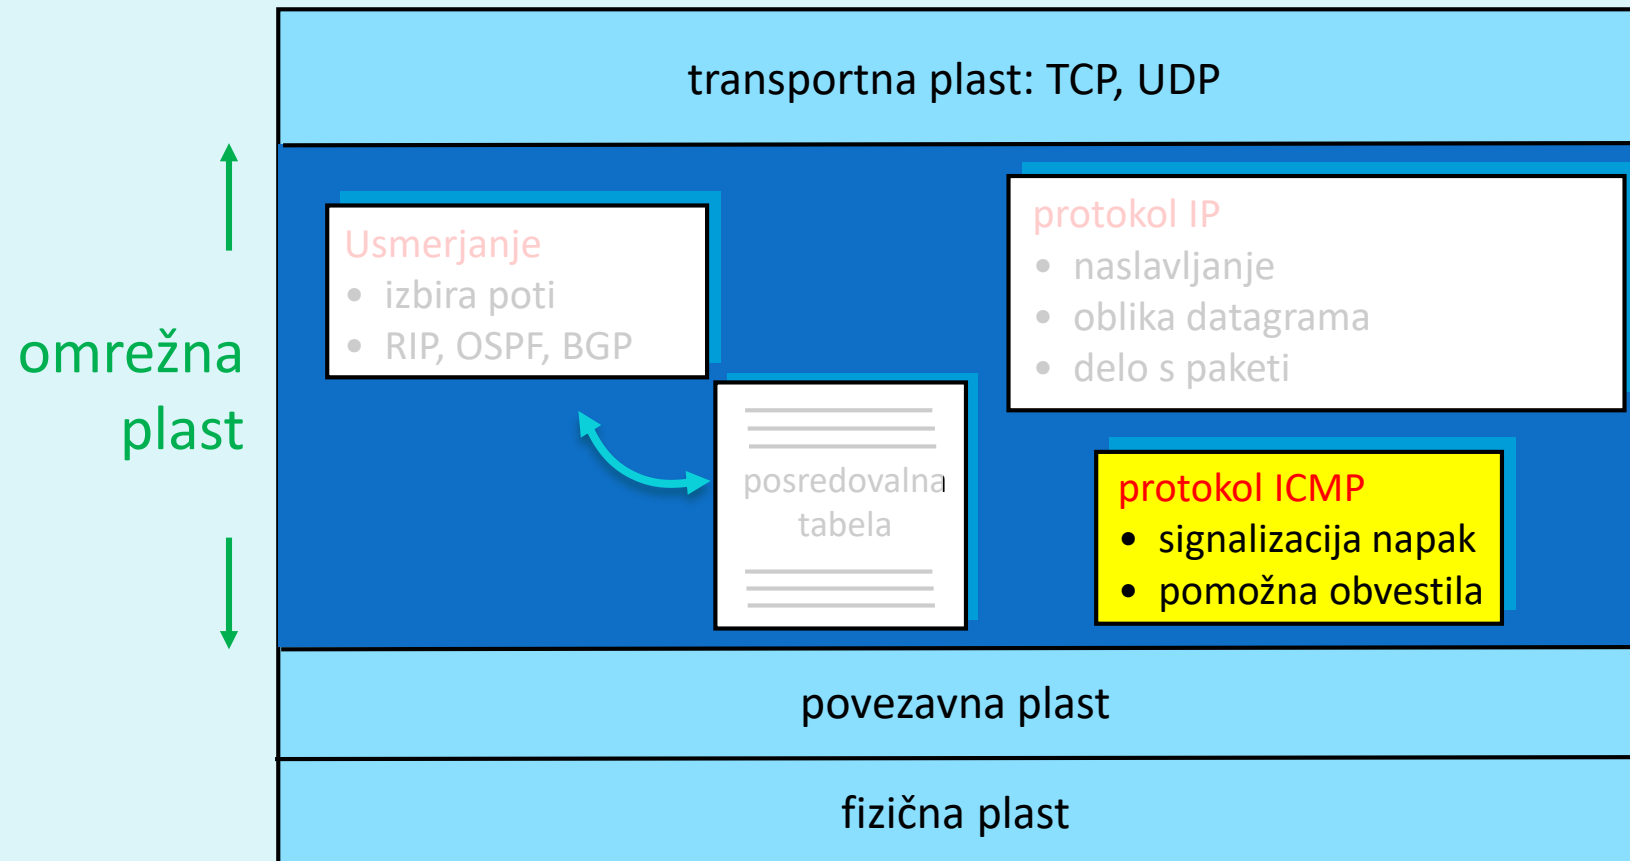 transportna plast: TCP, UDP
omrežna
plast
Usmerjanje
• izbira poti
• RIP, OSPF, BGP
protokol IP
• naslavljanje
• oblika datagrama
• delo s paketi
posredovalna
tabela
protokol ICMP
• signalizacija napak
• pomožna obvestila
povezavna plast
fizična plast